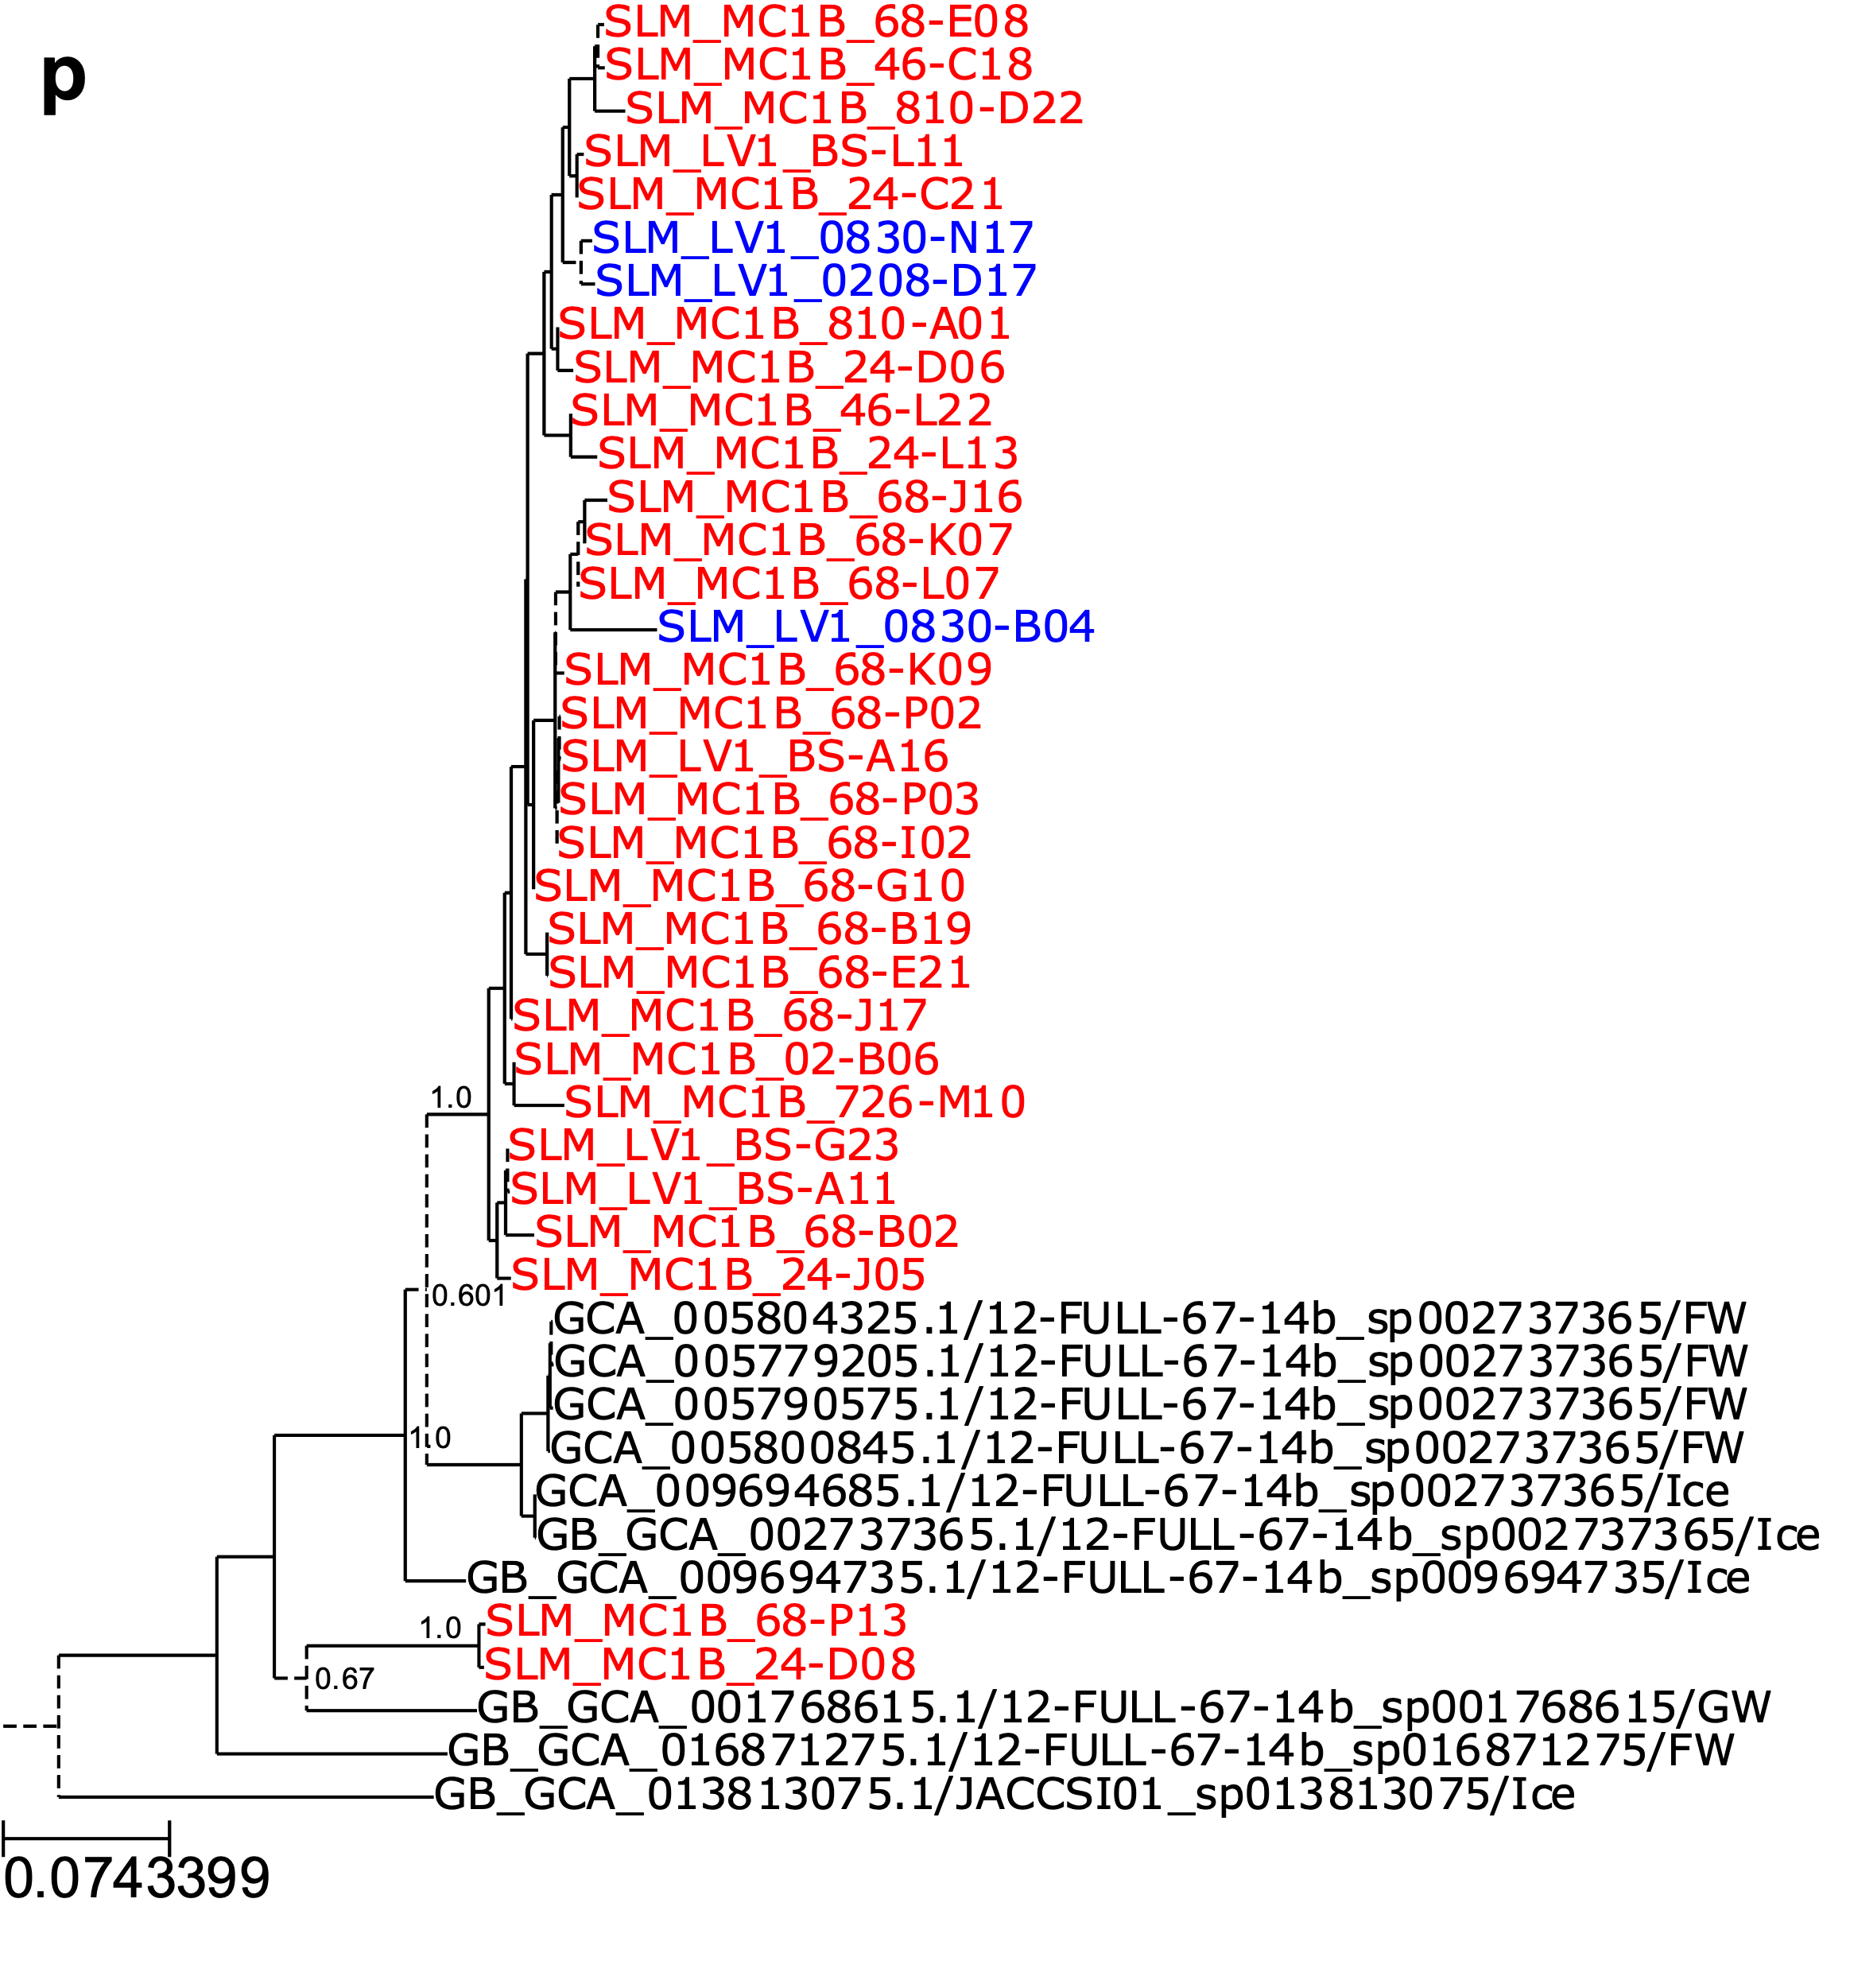 p
SLM_MC1B_68-E08
SLM_MC1B_46-C18
SLM_MC1B_810-D22
SLM_LV1_BS-L11
SLM_MC1B_24-C21
SLM_LV1_0830-N17
SLM_LV1_0208-D17
SLM_MC1B_810-A01
SLM_MC1B_24-D06
SLM_MC1B_46-L22
SLM_MC1B_24-L13
SLM_MC1B_68-J16
SLM_MC1B_68-K07
SLM_MC1B_68-L07
SLM_LV1_0830-B04
SLM_MC1B_68-K09
SLM_MC1B_68-P02
SLM_LV1_BS-A16
SLM_MC1B_68-P03
SLM_MC1B_68-I02
SLM_MC1B_68-G10
SLM_MC1B_68-B19
SLM_MC1B_68-E21
SLM_MC1B_68-J17
SLM_MC1B_02-B06
1.0
SLM_MC1B_726-M10
SLM_LV1_BS-G23
SLM_LV1_BS-A11
SLM_MC1B_68-B02
SLM_MC1B_24-J05
0.601
GCA_005804325.1/12-FULL-67-14b_sp002737365/FW
GCA_005779205.1/12-FULL-67-14b_sp002737365/FW
GCA_005790575.1/12-FULL-67-14b_sp002737365/FW
1.0
GCA_005800845.1/12-FULL-67-14b_sp002737365/FW
GCA_009694685.1/12-FULL-67-14b_sp002737365/Ice
GB_GCA_002737365.1/12-FULL-67-14b_sp002737365/Ice
GB_GCA_009694735.1/12-FULL-67-14b_sp009694735/Ice
1.0
SLM_MC1B_68-P13
SLM_MC1B_24-D08
0.67
GB_GCA_001768615.1/12-FULL-67-14b_sp001768615/GW
GB_GCA_016871275.1/12-FULL-67-14b_sp016871275/FW
GB_GCA_013813075.1/JACCSI01_sp013813075/Ice
0.0743399